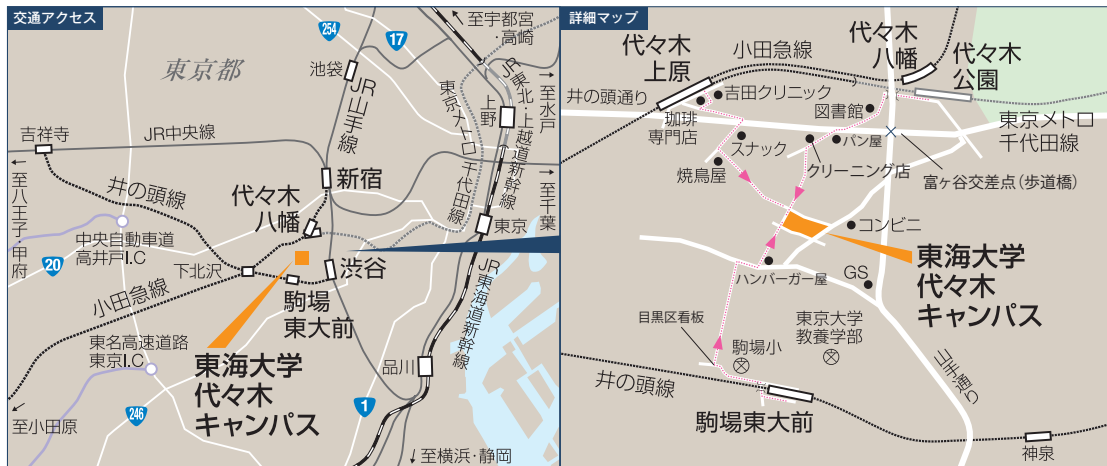 交通アクセス
東京都
254
17
至宇都宮
・高崎
池袋
JR山手線
東京メトロ 千代田線
上野
JR東北・上越道新幹線
至水戸
吉祥寺
JR中央線
至八王子・甲府
井の頭線
新宿
代々木
八幡
至千葉
東京
中央自動車道
高井戸I.C
20
下北沢
渋谷
小田急線
駒場
東大前
JR東海道新幹線
東名高速道路
東京I.C
東海大学
代々木
キャンパス
品川
246
1
至小田原
至横浜・静岡
詳細マップ
代々木
上原
小田急線
代々木
八幡
代々木
公園
井の頭通り
吉田クリニック
珈琲
専門店
図書館
東京メトロ
千代田線
スナック
パン屋
クリーニング店
焼鳥屋
富ヶ谷交差点(歩道橋)
コンビニ
東海大学
代々木
キャンパス
ハンバーガー屋
GS
目黒区看板
東京大学
教養学部
駒場小
山手通り
井の頭線
駒場東大前
神泉